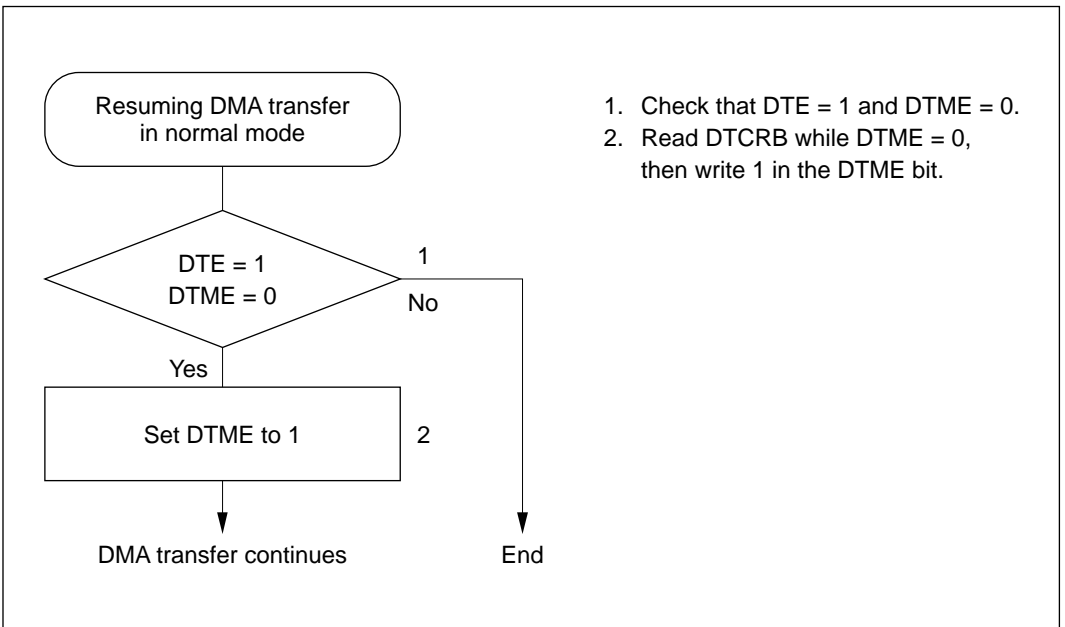 Resuming DMA transfer
in normal mode
1. Check that DTE = 1 and DTME = 0.
2. Read DTCRB while DTME = 0,
then write 1 in the DTME bit.
DTE = 1
DTME = 0
1
No
Yes
Set DTME to 1
2
DMA transfer continues
End